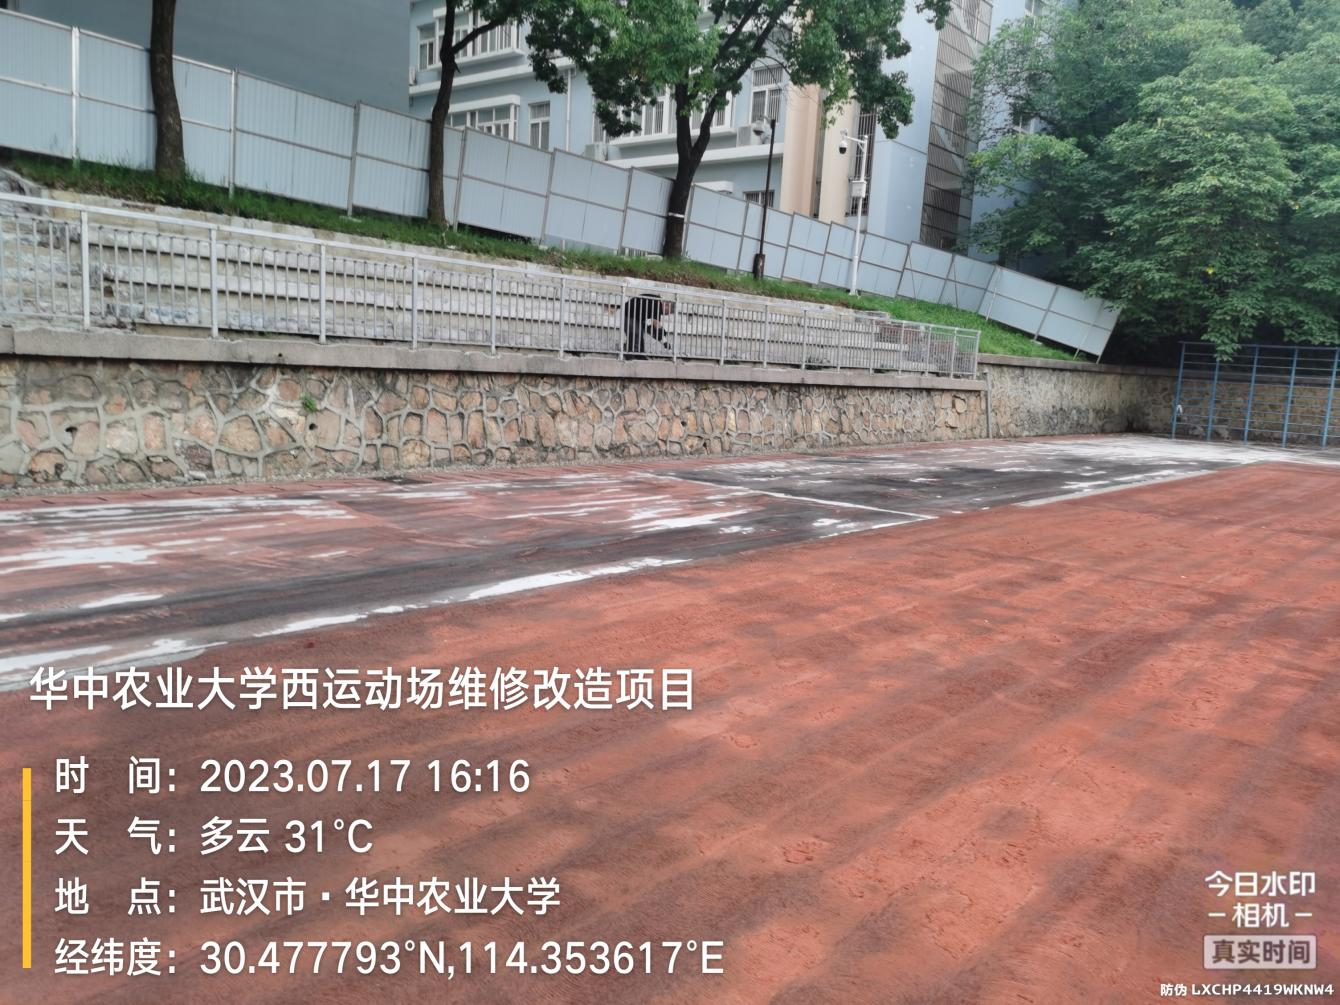 华中农业大学西运动场维修改造项目
时 间：2023.07.17 16:16
天 气：多云 31℃
地 点：武汉市·华中农业大学
经纬度：30.477793°N,114.353617°E
今日水印
－相机－
真实时间
防伪 LXCHP4419WKNW4